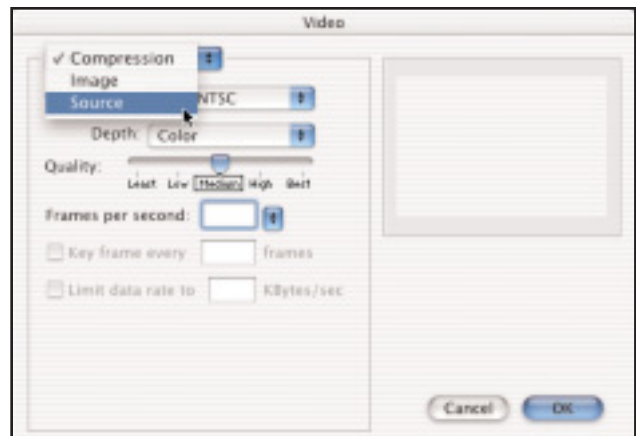 Video
✓ Compression
Image
Source
NTSC
Depth: Color
Quality:
Least Low Medium High Best
Frames per second:
Key frame every frames
Limit data rate to KBytes/sec
Cancel OK